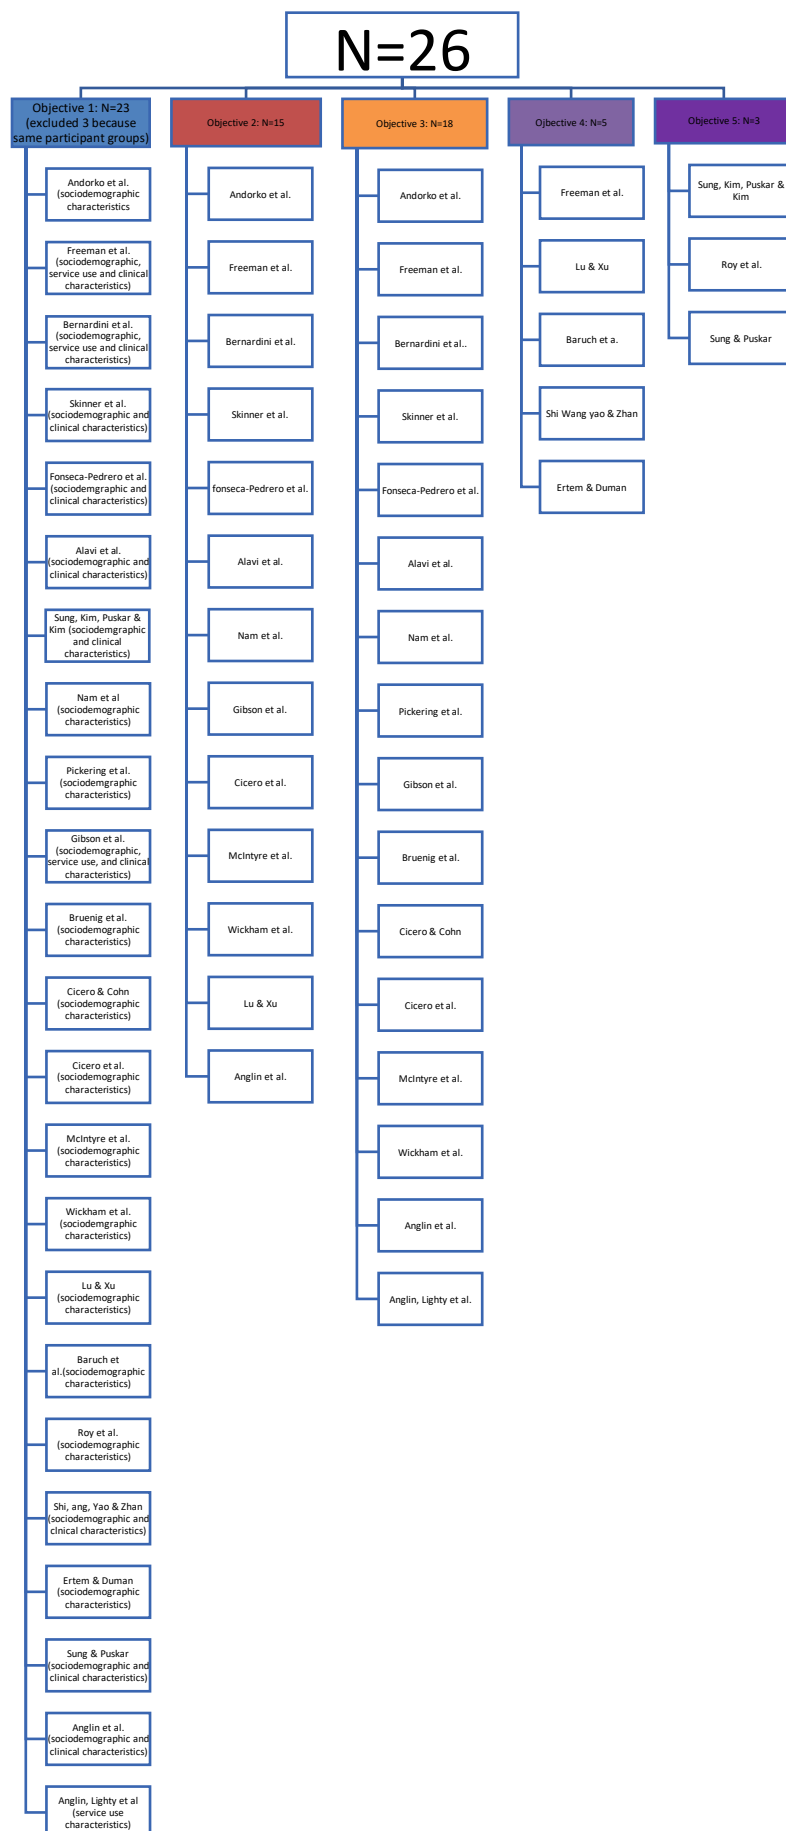 N=26
Objective 1: N=23
(excluded 3 because
same participant groups)
Andorko et al.
(sociodemographic
characteristics
Freeman et al.
(sociodemographic,
service use and clinical
characteristics)
Bernardini et al.
(sociodemographic,
service use and clinical
characteristics)
Skinner et al.
(sociodemographic and
clinical characteristics)
Fonseca-Pedrero et al.
(sociodemgraphic and
clinical characteristics)
Alavi et al.
(sociodemographic and
clinical characteristics)
Sung, Kim, Puskar &
Kim (sociodemgraphic
and clinical
characteristics)
Nam et al
(sociodemographic
characteristics)
Pickering et al.
(sociodemgraphic
characteristics)
Gibson et al.
(sociodemographic,
service use, and clinical
characteristics)
Bruenig et al.
(sociodemographic
characteristics)
Cicero & Cohn
(sociodemographic
characteristics)
Cicero et al.
(sociodemographic
characteristics)
McIntyre et al.
(sociodemographic
characteristics)
Wickham et al.
(sociodemgraphic
characteristics)
Lu & Xu
(sociodemographic
characteristics)
Baruch et
al.(sociodemographic
characteristics)
Roy et al.
(sociodemographic
characteristics)
Shi, ang, Yao & Zhan
(sociodemographic and
clnical characteristics)
Ertem & Duman
(sociodemographic
characteristics)
Sung & Puskar
(sociodemographic and
clinical characteristics)
Anglin et al.
(sociodemographic and
clinical characteristics)
Anglin, Lighty et al
(service use
characteristics)
Objective 2: N=15
Andorko et al.
Freeman et al.
Bernardini et al.
Skinner et al.
fonseca-Pedrero et al.
Alavi et al.
Nam et al.
Gibson et al.
Cicero et al.
McIntyre et al.
Wickham et al.
Lu & Xu
Anglin et al.
Objective 3: N=18
Andorko et al.
Freeman et al.
Bernardini et al..
Skinner et al.
Fonseca-Pedrero et al.
Alavi et al.
Nam et al.
Pickering et al.
Gibson et al.
Bruenig et al.
Cicero & Cohn
Cicero et al.
McIntyre et al.
Wickham et al.
Anglin et al.
Anglin, Lighty et al.
Ojbective 4: N=5
Freeman et al.
Lu & Xu
Baruch et a.
Shi Wang yao & Zhan
Ertem & Duman
Objective 5: N=3
Sung, Kim, Puskar &
Kim
Roy et al.
Sung & Puskar